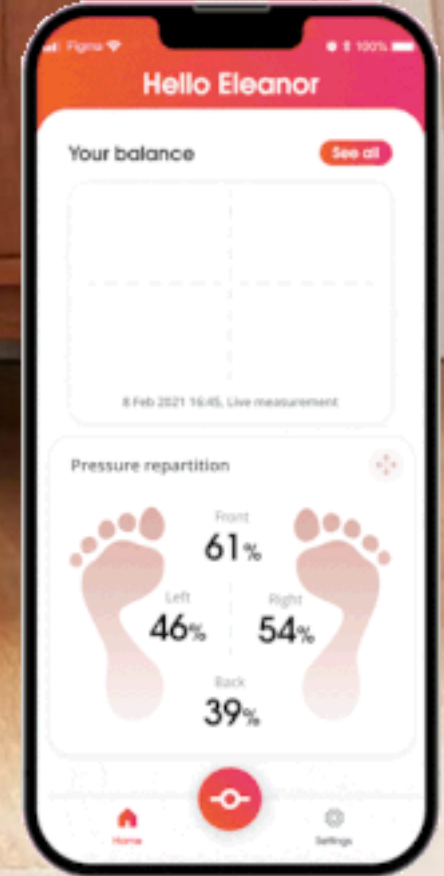 Figma 100%
Hello Eleanor
Your balance See all
8 Feb 2021 16:45, Live measurement
Pressure repartition
Front
61%
Left Right
46% 54%
Back
39%
Home Settings